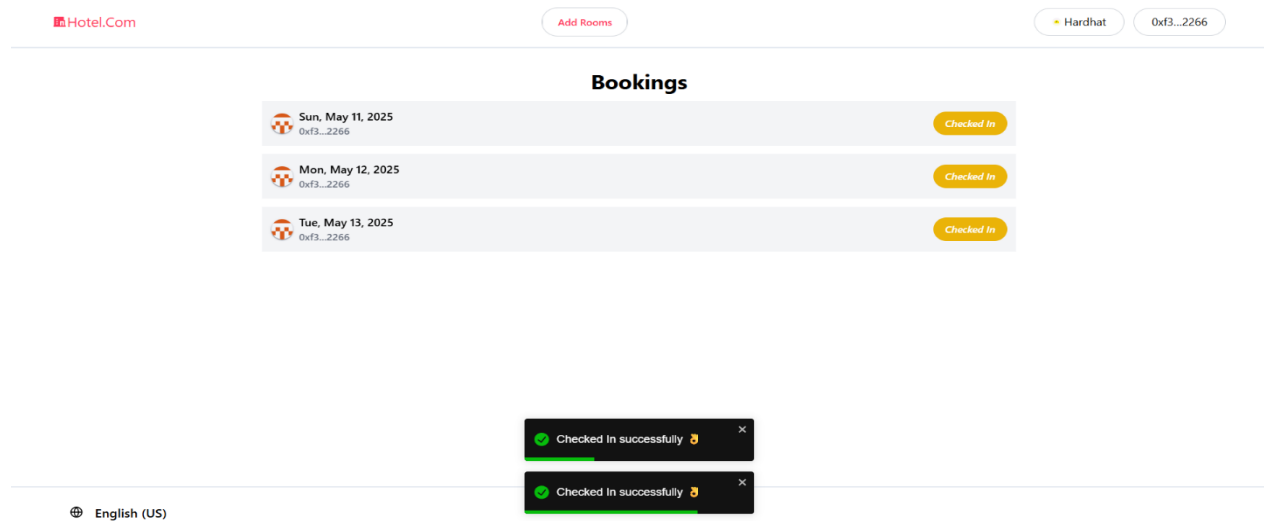 Hotel.Com
Add Rooms
Hardhat
0xf3...2266
Bookings
Sun, May 11, 2025
0xf3...2266
Checked In
Mon, May 12, 2025
0xf3...2266
Checked In
Tue, May 13, 2025
0xf3...2266
Checked In
Checked In successfully 👌
Checked In successfully 👌
English (US)